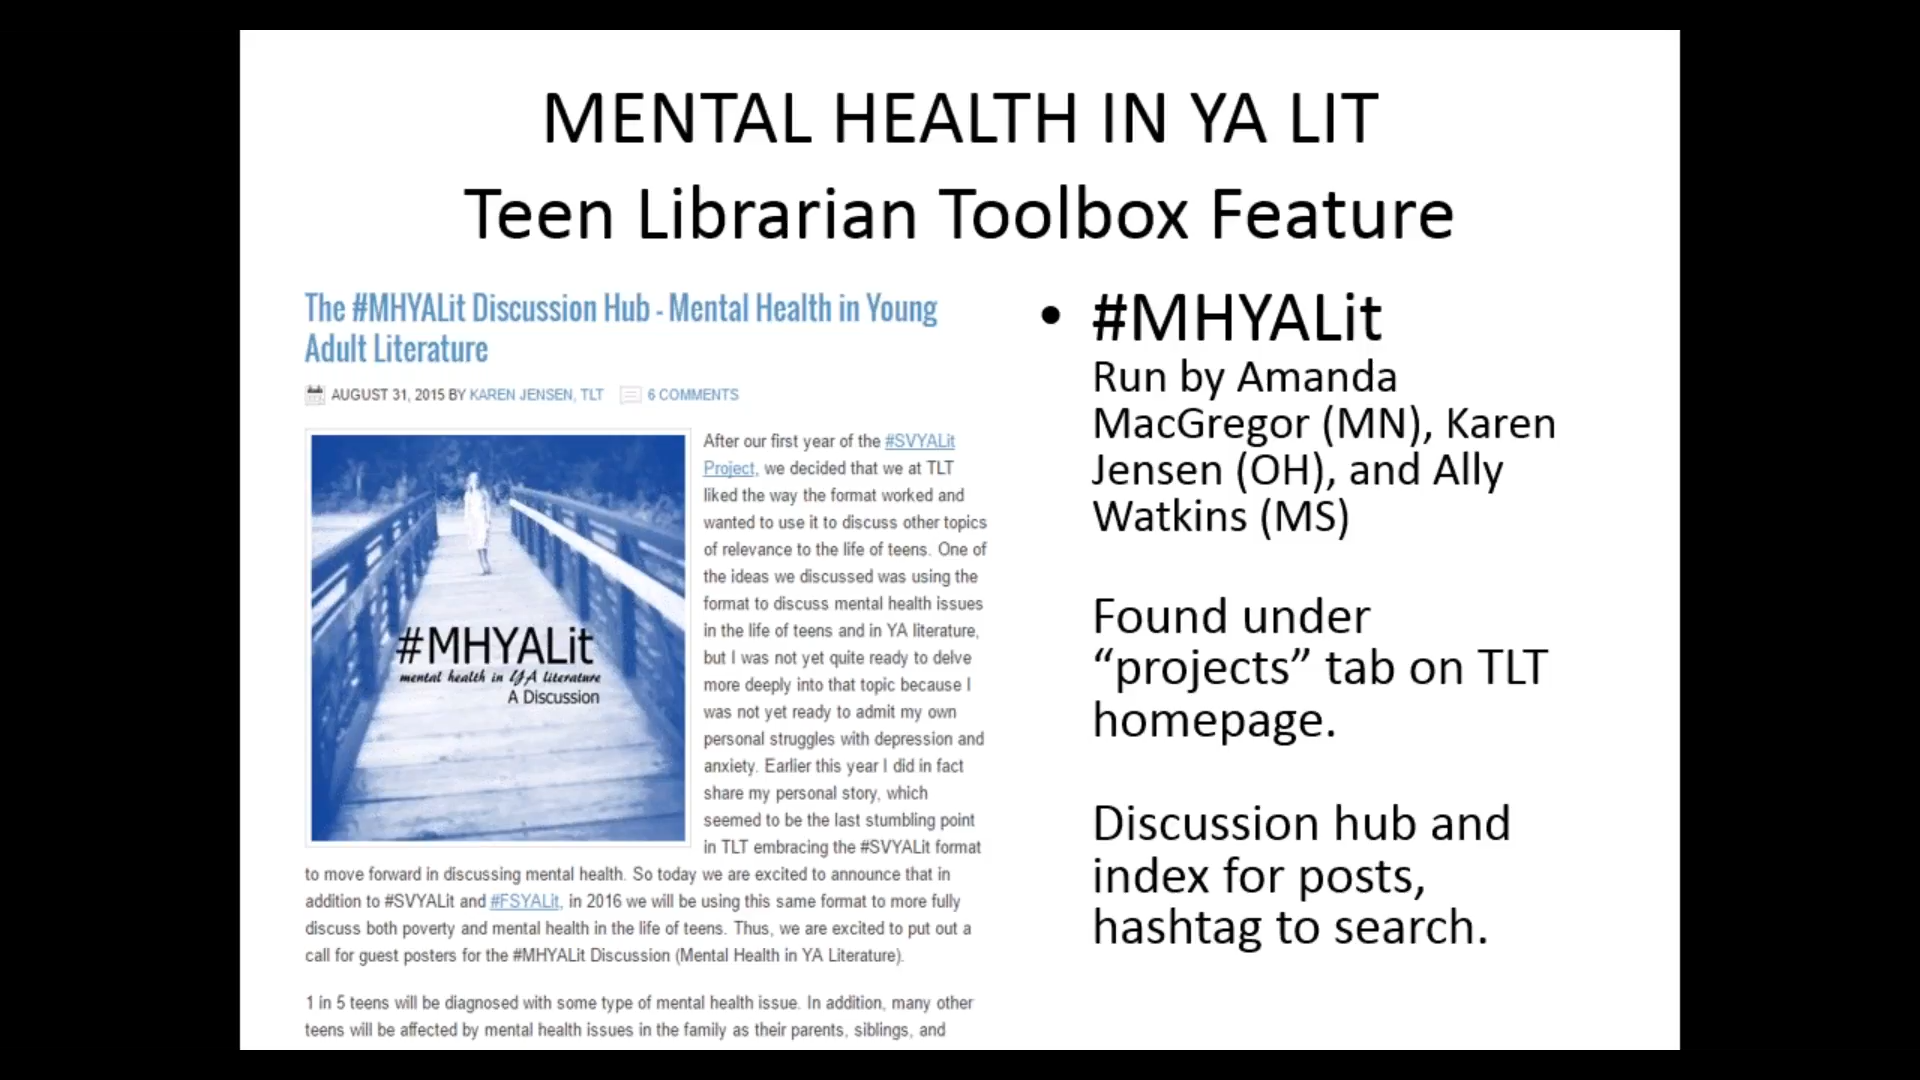 MENTAL HEALTH IN YA LIT
Teen Librarian Toolbox Feature
The #MHYALit Discussion Hub - Mental Health in Young
Adult Literature
AUGUST 31, 2015 BY KAREN JENSEN, TLT 6 COMMENTS
#MHYALit
mental health in YA literature
A Discussion
After our first year of the #SVYALit
Project, we decided that we at TLT
liked the way the format worked and
wanted to use it to discuss other topics
of relevance to the life of teens. One of
the ideas we discussed was using the
format to discuss mental health issues
in the life of teens and in YA literature,
but I was not yet quite ready to delve
more deeply into that topic because I
was not yet ready to admit my own
personal struggles with depression and
anxiety. Earlier this year I did in fact
share my personal story, which
seemed to be the last stumbling point
in TLT embracing the #SVYALit format
to move forward in discussing mental health. So today we are excited to announce that in
addition to #SVYALit and #FSYALit, in 2016 we will be using this same format to more fully
discuss both poverty and mental health in the life of teens. Thus, we are excited to put out a
call for guest posters for the #MHYALit Discussion (Mental Health in YA Literature).
1 in 5 teens will be diagnosed with some type of mental health issue. In addition, many other
teens will be affected by mental health issues in the family as their parents, siblings, and
• #MHYALit
Run by Amanda
MacGregor (MN), Karen
Jensen (OH), and Ally
Watkins (MS)
Found under
“projects” tab on TLT
homepage.
Discussion hub and
index for posts,
hashtag to search.